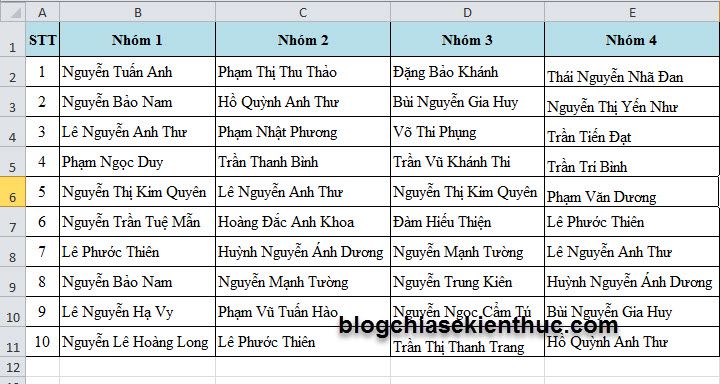 A B C D E
1 STT Nhóm 1 Nhóm 2 Nhóm 3 Nhóm 4
2 1 Nguyễn Tuấn Anh Phạm Thị Thu Thảo Đặng Bảo Khánh Thái Nguyễn Nhã Đan
3 2 Nguyễn Bảo Nam Hồ Quỳnh Anh Thư Bùi Nguyễn Gia Huy Nguyễn Thị Yến Như
4 3 Lê Nguyễn Anh Thư Phạm Nhật Phương Võ Thi Phụng Trần Tiến Đạt
5 4 Phạm Ngọc Duy Trần Thanh Bình Trần Vũ Khánh Thi Trần Trí Bình
6 5 Nguyễn Thị Kim Quyên Lê Nguyễn Anh Thư Nguyễn Thị Kim Quyên Phạm Văn Dương
7 6 Nguyễn Trần Tuệ Mẫn Hoàng Đắc Anh Khoa Đàm Hiếu Thiện Lê Phước Thiên
8 7 Lê Phước Thiên Huỳnh Nguyễn Ánh Dương Nguyễn Mạnh Tường Lê Nguyễn Anh Thư
9 8 Nguyễn Bảo Nam Nguyễn Mạnh Tường Nguyễn Trung Kiên Huỳnh Nguyễn Ánh Dương
10 9 Lê Nguyễn Hạ Vy Phạm Vũ Tuấn Hào Nguyễn Ngọc Cẩm Tú Bùi Nguyễn Gia Huy
blogchiasekienthuc.com
11 10 Nguyễn Lê Hoàng Long Lê Phước Thiên Trần Thị Thanh Trang Hồ Quỳnh Anh Thư
12